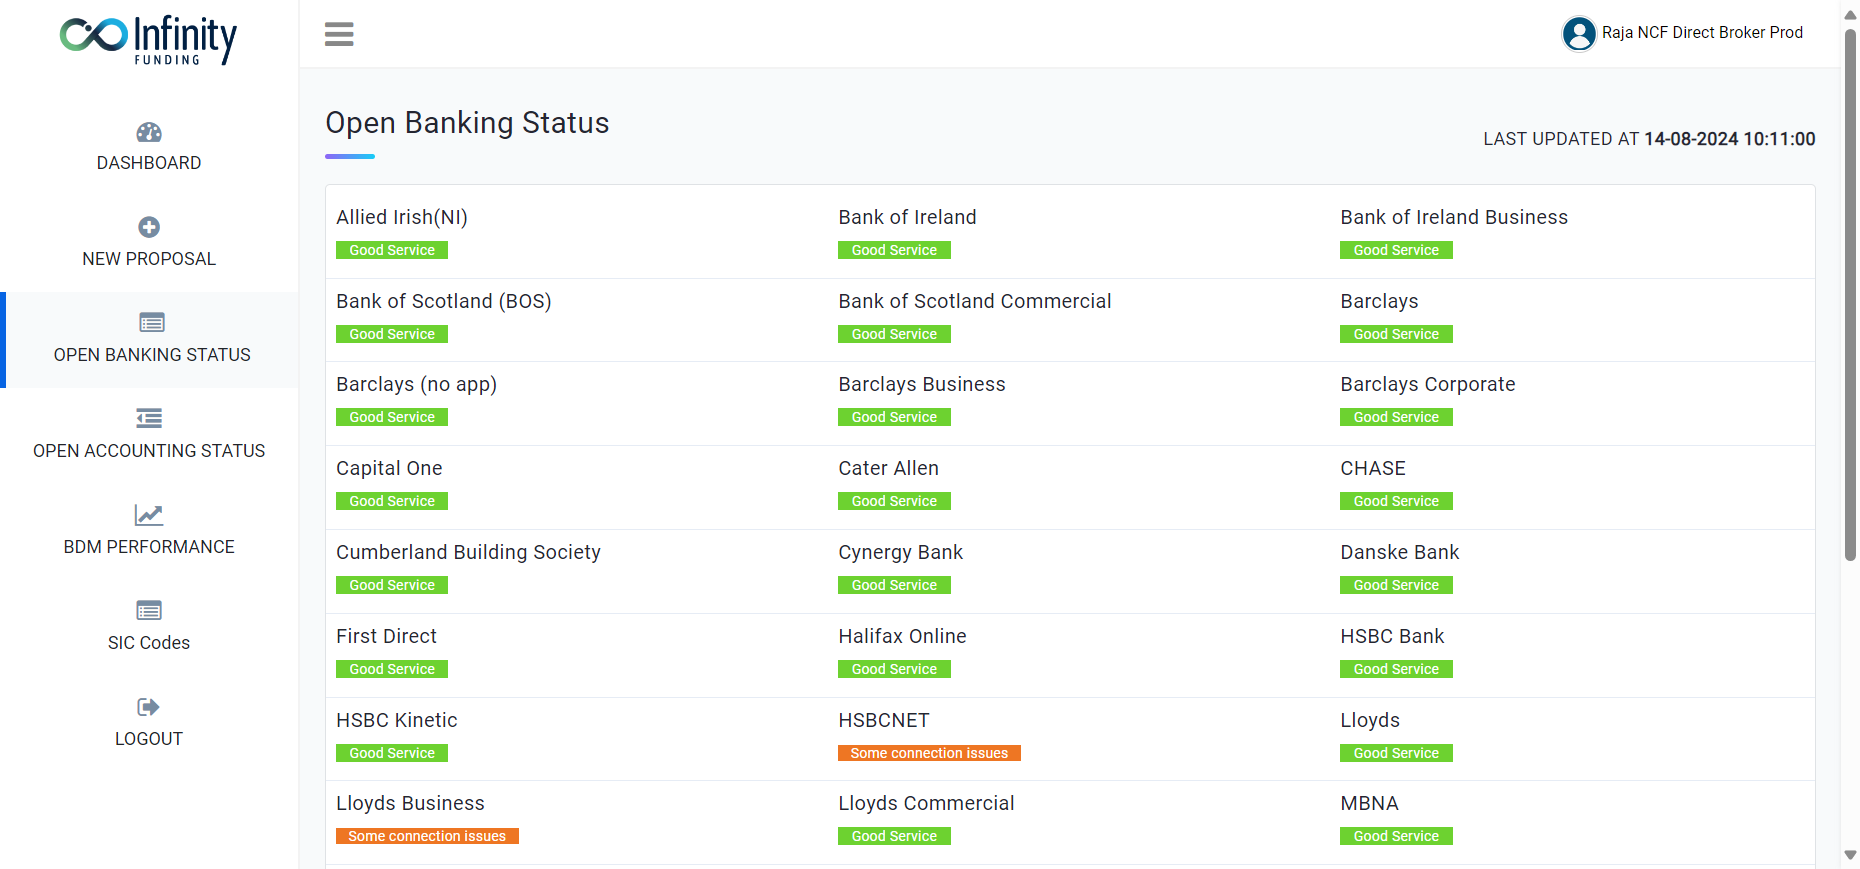 Infinity
FUNDING
Raja NCF Direct Broker Prod
DASHBOARD
NEW PROPOSAL
OPEN BANKING STATUS
OPEN ACCOUNTING STATUS
BDM PERFORMANCE
SIC Codes
LOGOUT
Open Banking Status
LAST UPDATED AT 14-08-2024 10:11:00
Allied Irish(NI)
Good Service
Bank of Ireland
Good Service
Bank of Ireland Business
Good Service
Bank of Scotland (BOS)
Good Service
Bank of Scotland Commercial
Good Service
Barclays
Good Service
Barclays (no app)
Good Service
Barclays Business
Good Service
Barclays Corporate
Good Service
Capital One
Good Service
Cater Allen
Good Service
CHASE
Good Service
Cumberland Building Society
Good Service
Cynergy Bank
Good Service
Danske Bank
Good Service
First Direct
Good Service
Halifax Online
Good Service
HSBC Bank
Good Service
HSBC Kinetic
Good Service
HSBCNET
Some connection issues
Lloyds
Good Service
Lloyds Business
Some connection issues
Lloyds Commercial
Good Service
MBNA
Good Service